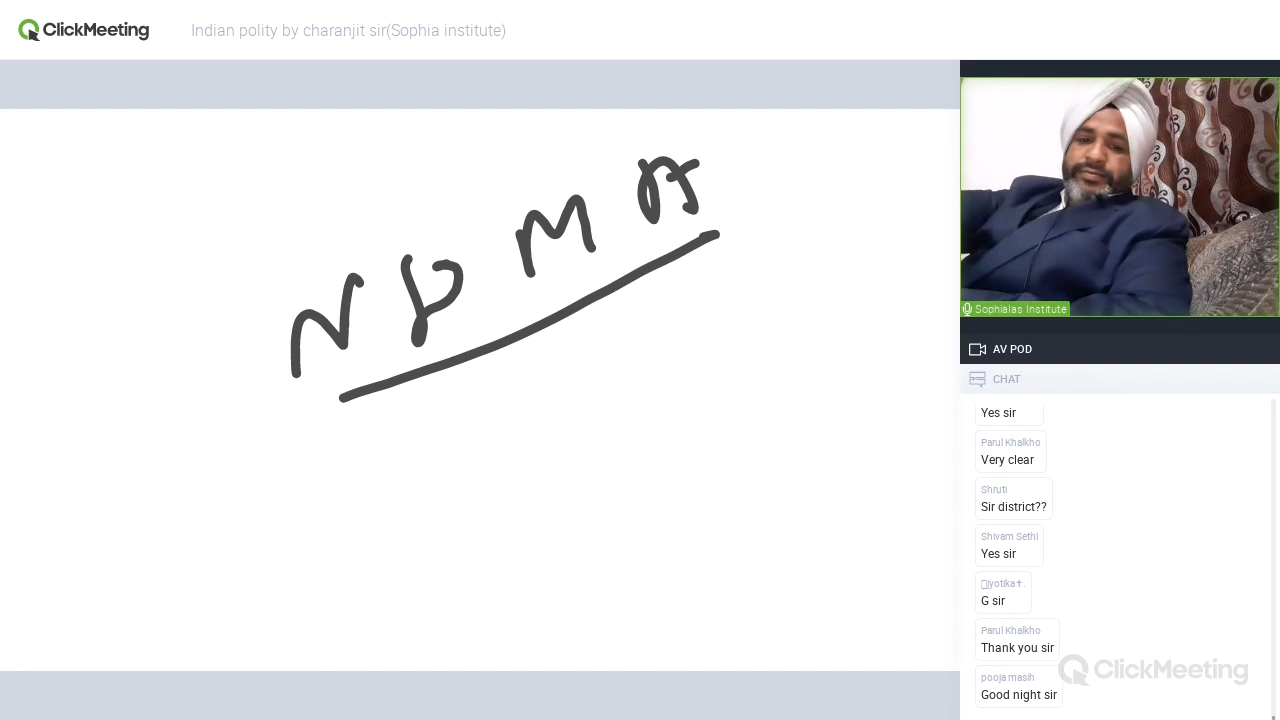 ClickMeeting
Indian polity by charanjit sir(Sophia institute)
N D M A
SophiaIas Institute
AV POD
CHAT
Yes sir
Parul Khalkho
Very clear
Shruti
Sir district??
Shivam Sethi
Yes sir
Jyotika✝.
G sir
Parul Khalkho
Thank you sir
pooja masih
Good night sir
ClickMeeting